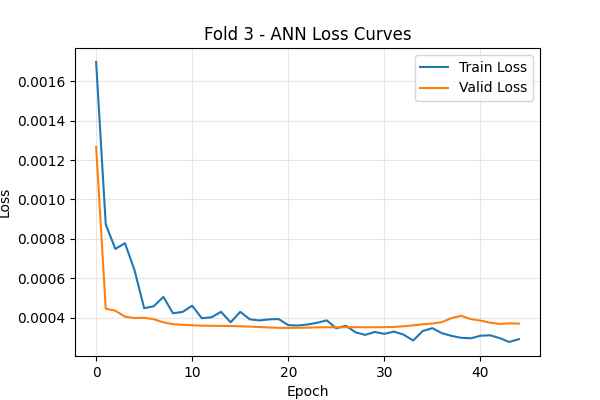 Fold 3 - ANN Loss Curves
Train Loss
Valid Loss
Loss
0.0016
0.0014
0.0012
0.0010
0.0008
0.0006
0.0004
0
10
20
30
40
Epoch